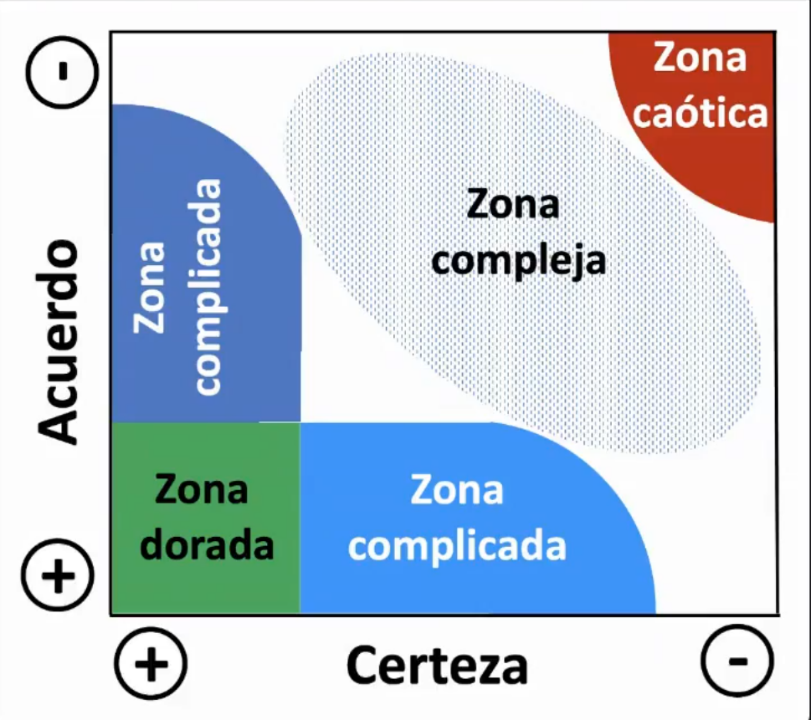 -
Zona
caótica
Zona
compleja
Zona
complicada
Acuerdo
Zona
dorada
Zona
complicada
+
+
Certeza
-